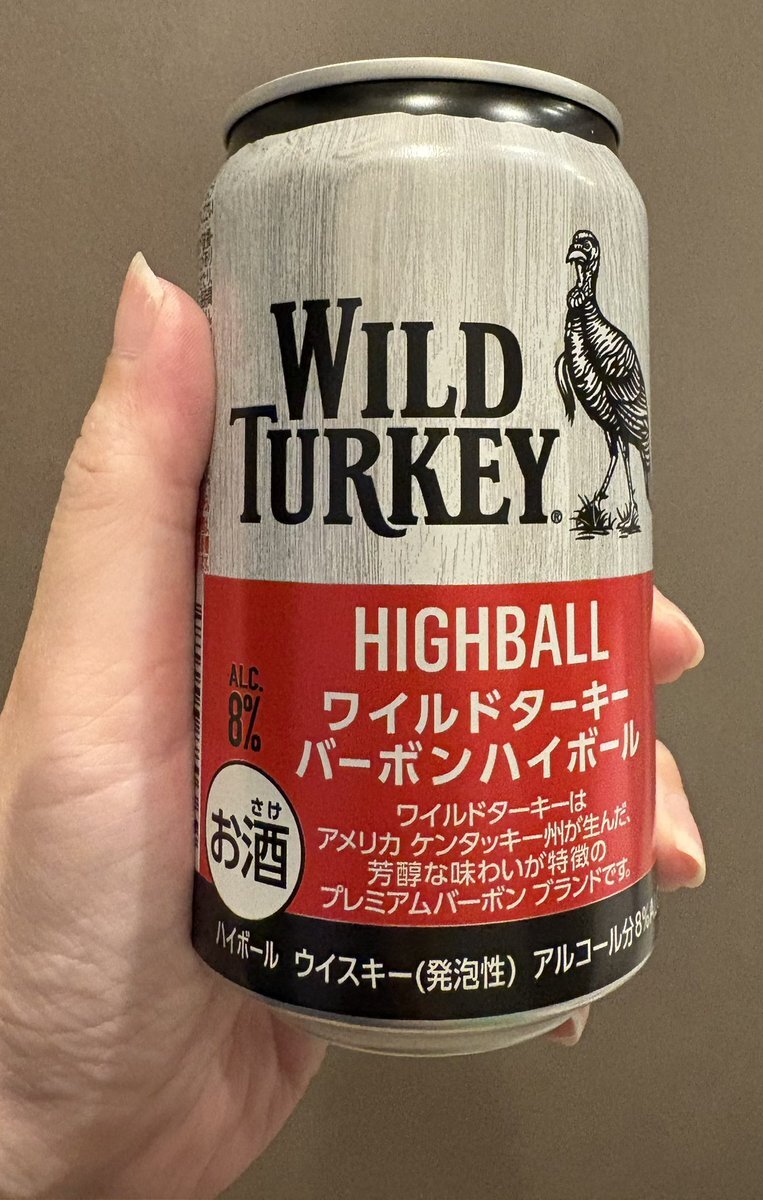 WILD
TURKEY®
HIGHBALL
ALC.
8%
ワイルドターキー
バーボンハイボール
さけ
お酒
ワイルドターキーは
アメリカ ケンタッキー州が生んだ、
芳醇な味わいが特徴の
プレミアムバーボン ブランドです。
ハイボール ウイスキー(発泡性) アルコール分8%